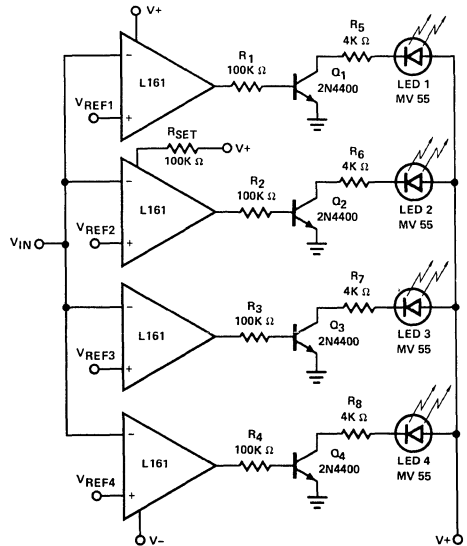 V+
L161
−
+
VREF1
R1
100K Ω
Q1
2N4400
R5
4K Ω
LED 1
MV 55
RSET
100K Ω
V+
L161
−
+
VIN
VREF2
R2
100K Ω
Q2
2N4400
R6
4K Ω
LED 2
MV 55
L161
−
+
VREF3
R3
100K Ω
Q3
2N4400
R7
4K Ω
LED 3
MV 55
L161
−
+
VREF4
R4
100K Ω
Q4
2N4400
R8
4K Ω
LED 4
MV 55
V−
V+